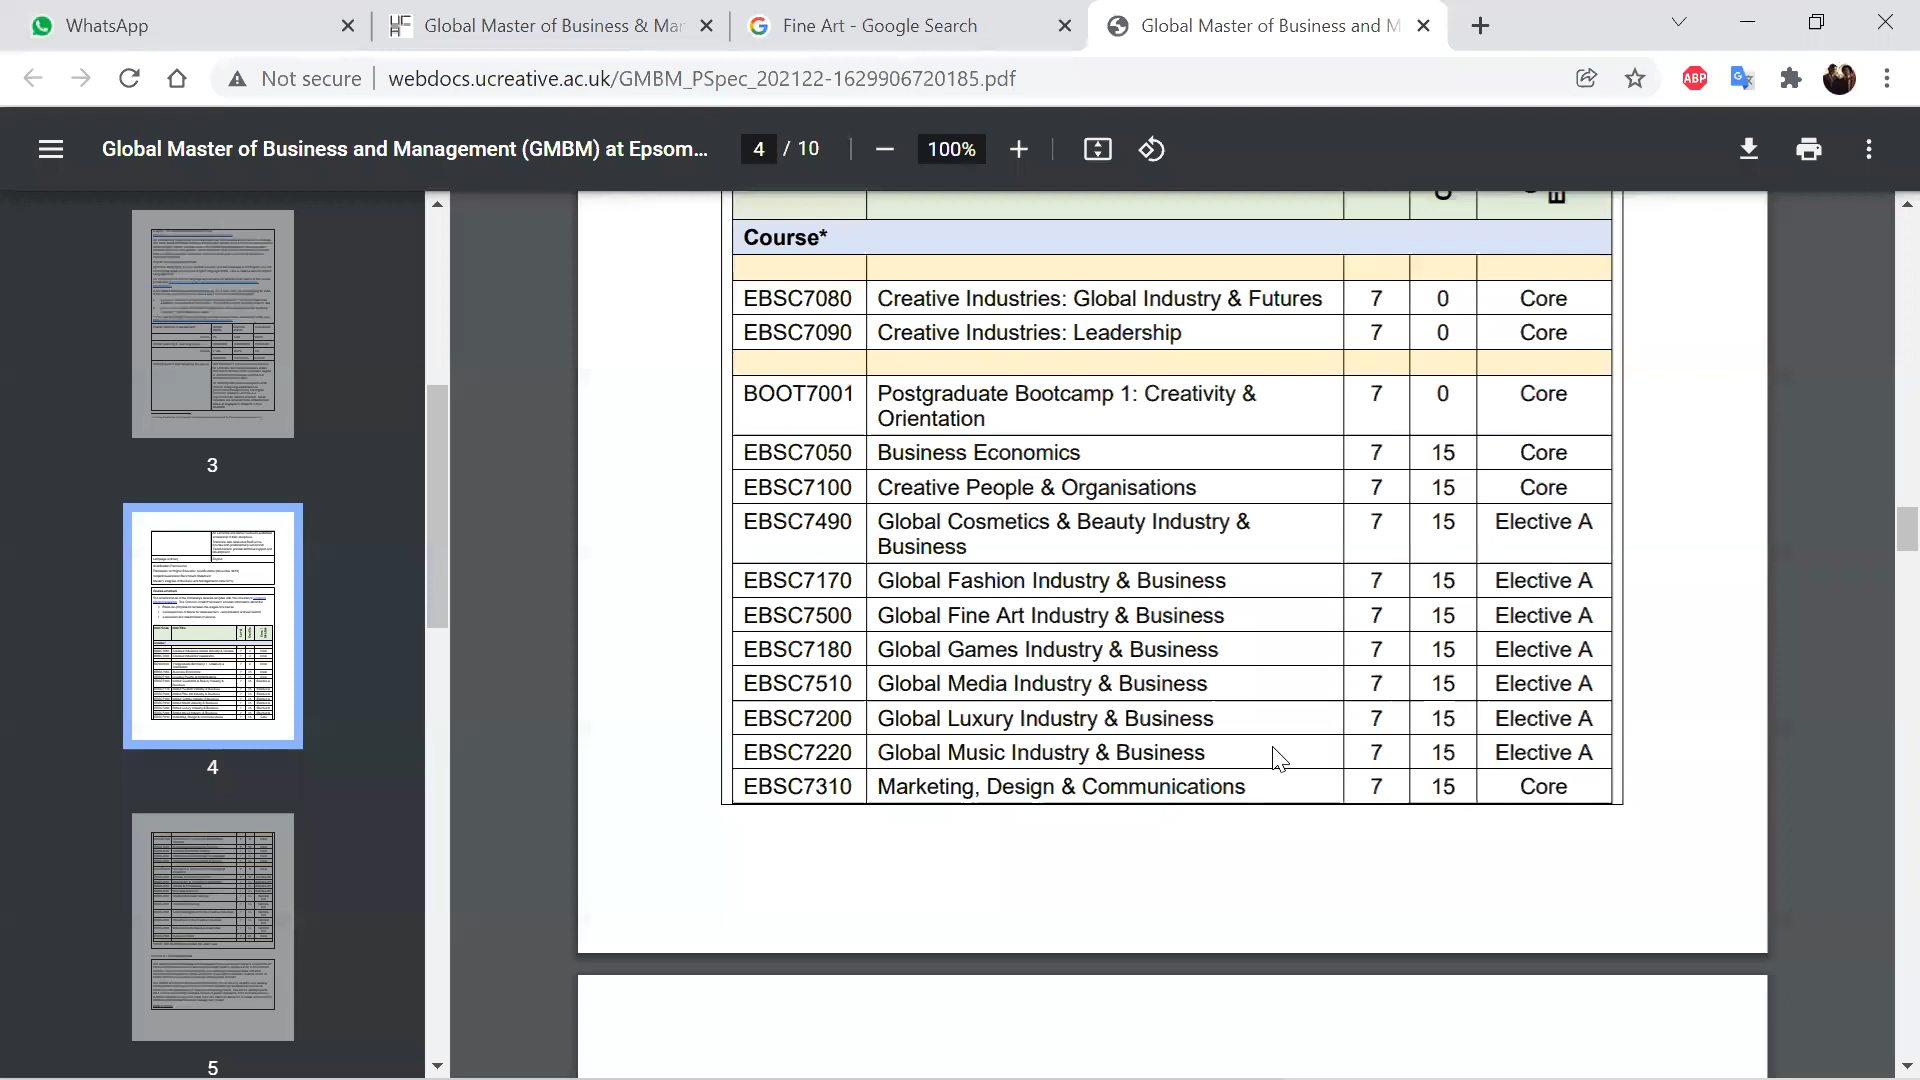 WhatsApp
Global Master of Business & Mar
Fine Art - Google Search
Global Master of Business and M
Not secure
webdocs.ucreative.ac.uk/GMBM_PSpec_202122-1629906720185.pdf
ABP
Global Master of Business and Management (GMBM) at Epsom...
4 / 10
100%
Course*
EBSC7080 Creative Industries: Global Industry & Futures 7 0 Core
EBSC7090 Creative Industries: Leadership 7 0 Core
BOOT7001 Postgraduate Bootcamp 1: Creativity & 7 0 Core
Orientation
EBSC7050 Business Economics 7 15 Core
EBSC7100 Creative People & Organisations 7 15 Core
EBSC7490 Global Cosmetics & Beauty Industry & 7 15 Elective A
Business
EBSC7170 Global Fashion Industry & Business 7 15 Elective A
EBSC7500 Global Fine Art Industry & Business 7 15 Elective A
EBSC7180 Global Games Industry & Business 7 15 Elective A
EBSC7510 Global Media Industry & Business 7 15 Elective A
EBSC7200 Global Luxury Industry & Business 7 15 Elective A
EBSC7220 Global Music Industry & Business 7 15 Elective A
EBSC7310 Marketing, Design & Communications 7 15 Core
3
4
5